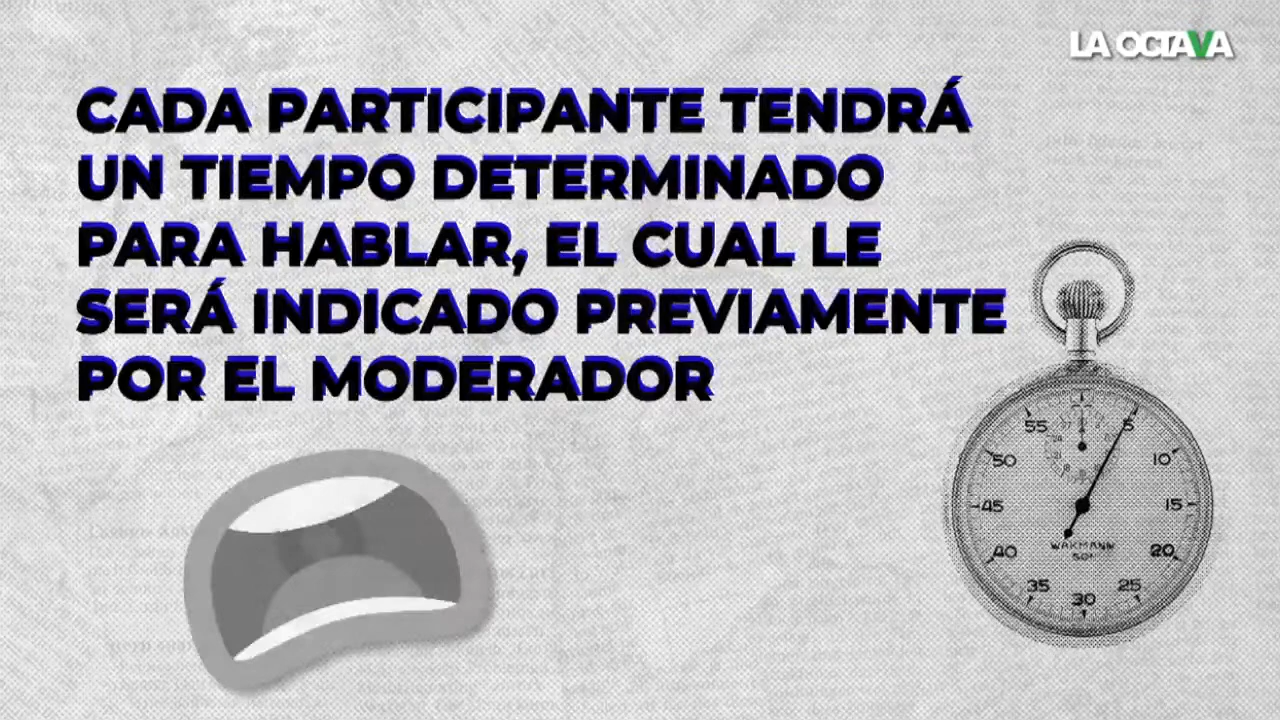 LA OCTAVA
CADA PARTICIPANTE TENDRÁ
UN TIEMPO DETERMINADO
PARA HABLAR, EL CUAL LE
SERÁ INDICADO PREVIAMENTE
POR EL MODERADOR
55
5
50
10
45
15
WAKMANN
40
20
35
25
30